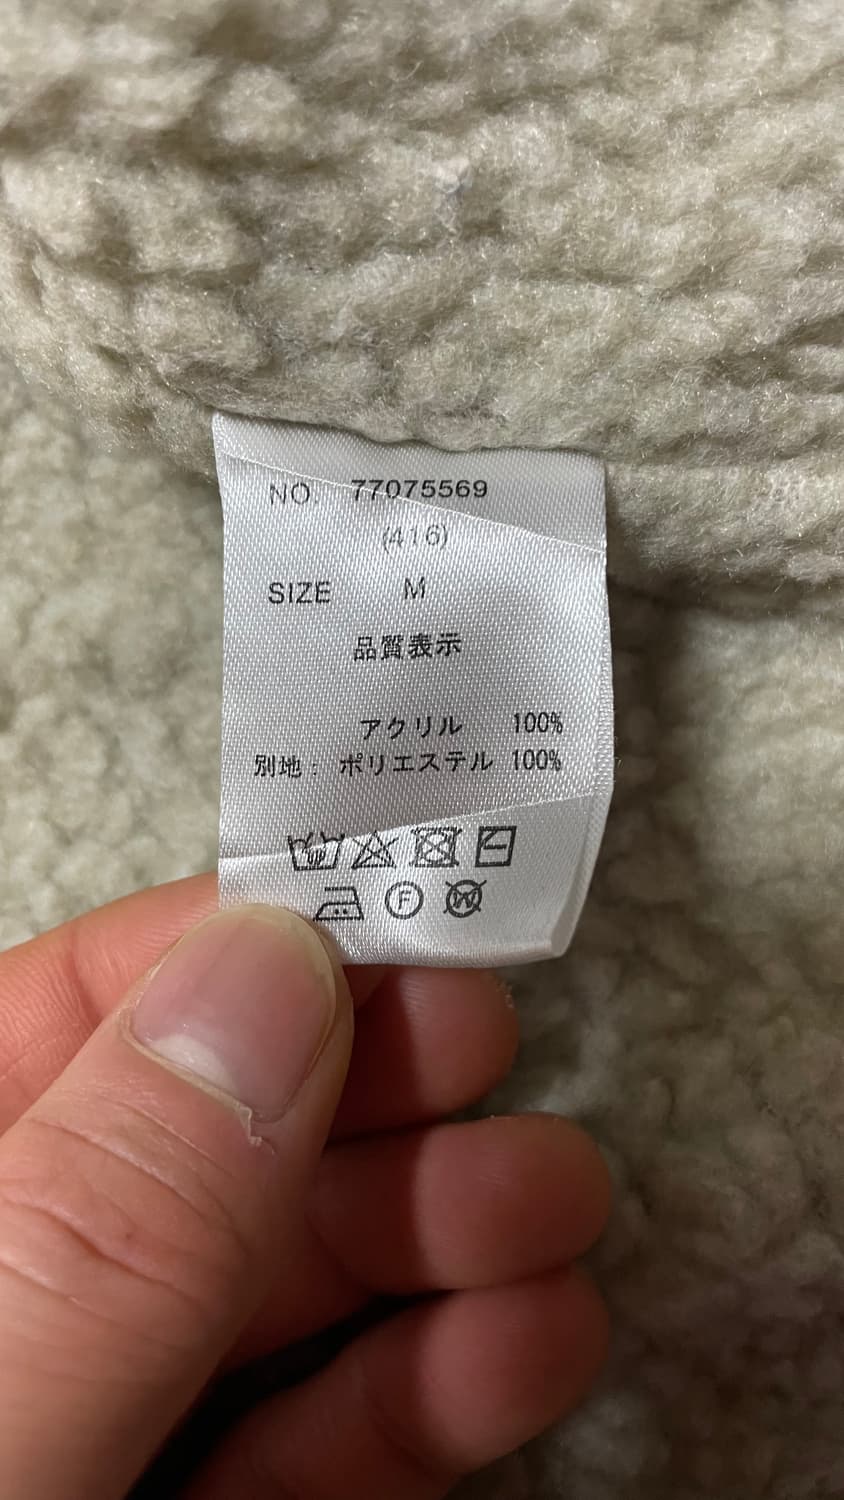 NO. 77075569
(416)
SIZE M
品質表示
アクリル 100%
別地: ポリエステル 100%
F W